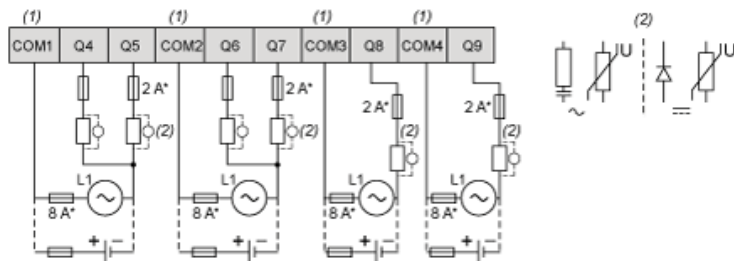 (1) (1) (1) (1) (2)
COM1 Q4 Q5 COM2 Q6 Q7 COM3 Q8 COM4 Q9
U U
2 A* 2 A* 2 A* 2 A*
(2) (2) (2) (2)
~ ⎓
L1 L1 L1 L1
~ ~ ~ ~
8 A* 8 A* 8 A* 8 A*
+ − + − + − + −